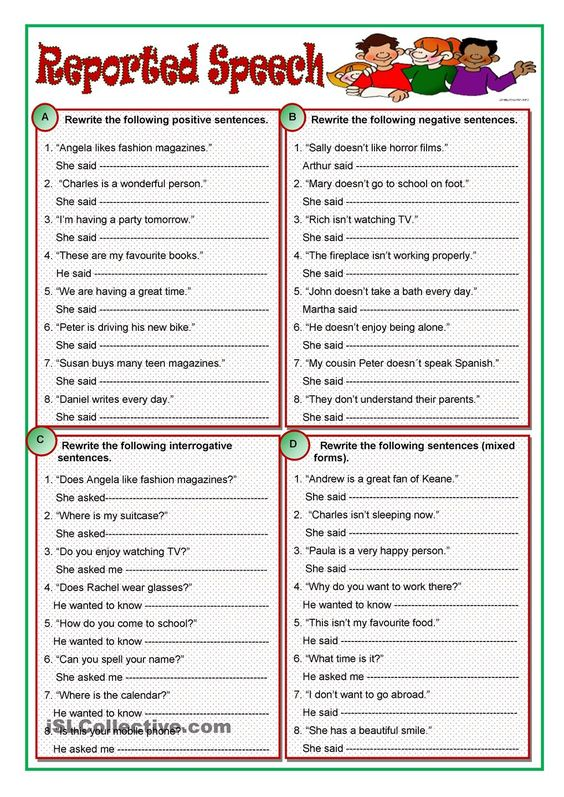 Reported Speech
A
Rewrite the following positive sentences.
1. “Angela likes fashion magazines.”
She said ------------------------------------------
2. “Charles is a wonderful person.”
She said ------------------------------------------
3. “I’m having a party tomorrow.”
She said ------------------------------------------
4. “These are my favourite books.”
He said ------------------------------------------
5. “We are having a great time.”
She said ------------------------------------------
6. “Peter is driving his new bike.”
She said ------------------------------------------
7. “Susan buys many teen magazines.”
She said ------------------------------------------
8. “Daniel writes every day.”
She said ------------------------------------------
B
Rewrite the following negative sentences.
1. “Sally doesn’t like horror films.”
Arthur said ----------------------------------------
2. “Mary doesn’t go to school on foot.”
She said ------------------------------------------
3. “Rich isn’t watching TV.”
She said ------------------------------------------
4. “The fireplace isn’t working properly.”
She said ------------------------------------------
5. “John doesn’t take a bath every day.”
Martha said ---------------------------------------
6. “He doesn’t enjoy being alone.”
She said ------------------------------------------
7. “My cousin Peter doesn´t speak Spanish.”
She said ------------------------------------------
8. “They don’t understand their parents.”
She said ------------------------------------------
C
Rewrite the following interrogative
sentences.
1. “Does Angela like fashion magazines?”
She asked----------------------------------------
2. “Where is my suitcase?”
She asked----------------------------------------
3. “Do you enjoy watching TV?”
She asked me -----------------------------------
4. “Does Rachel wear glasses?”
He wanted to know ------------------------------
5. “How do you come to school?”
He wanted to know ------------------------------
6. “Can you spell your name?”
She asked me -----------------------------------
7. “Where is the calendar?”
He wanted to know ------------------------------
8. “Is this your mobile phone?”
He asked me ------------------------------------
iSLCollective.com
D
Rewrite the following sentences (mixed
forms).
1. “Andrew is a great fan of Keane.”
She said ------------------------------------------
2. “Charles isn’t sleeping now.”
She said ------------------------------------------
3. “Paula is a very happy person.”
She said ------------------------------------------
4. “Why do you want to work there?”
He wanted to know ------------------------------
5. “This isn’t my favourite food.”
He said -------------------------------------------
6. “What time is it?”
He asked me ------------------------------------
7. “I don’t want to go abroad.”
He said -------------------------------------------
8. “She has a beautiful smile.”
She said ------------------------------------------